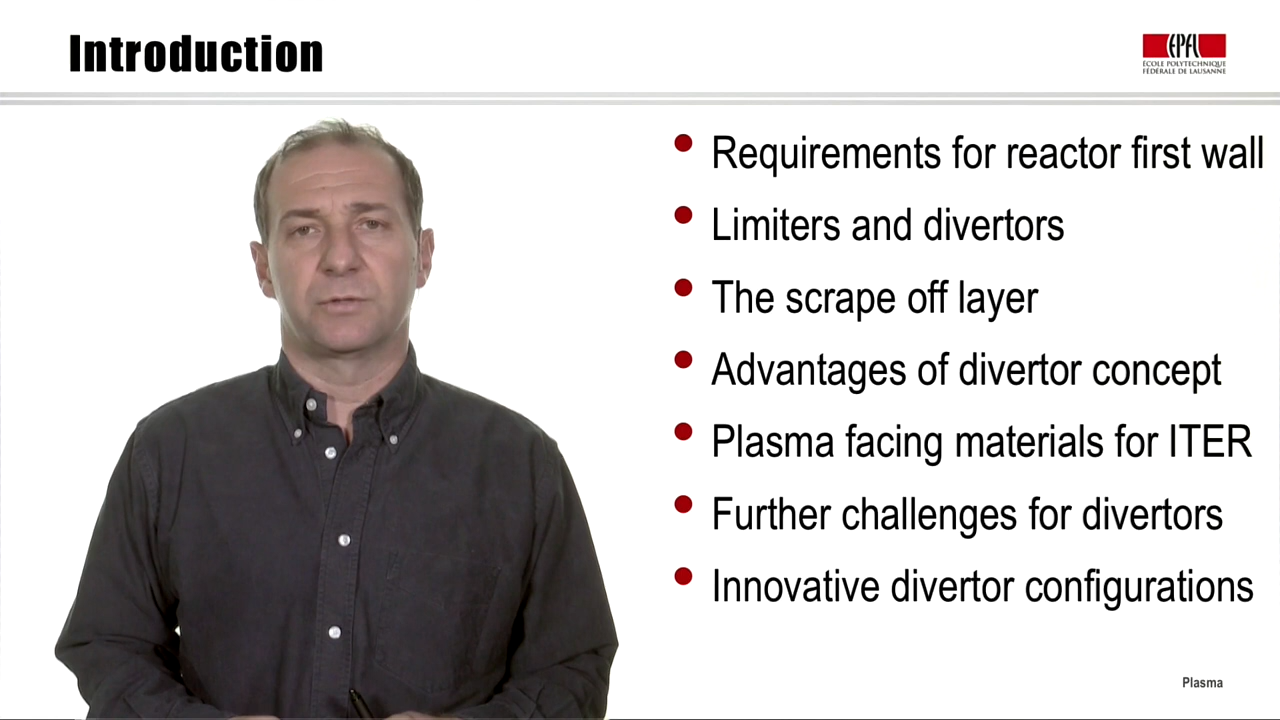 Introduction
EPFL
ÉCOLE POLYTECHNIQUE
FÉDÉRALE DE LAUSANNE
Requirements for reactor first wall
Limiters and divertors
The scrape off layer
Advantages of divertor concept
Plasma facing materials for ITER
Further challenges for divertors
Innovative divertor configurations
Plasma